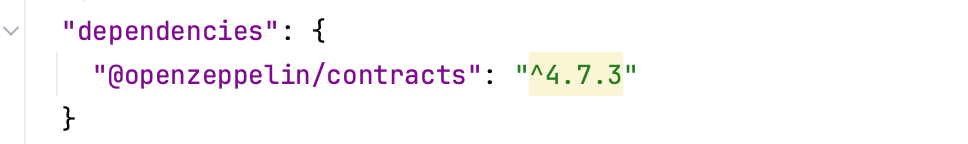 "dependencies": {
"@openzeppelin/contracts": "^4.7.3"
}